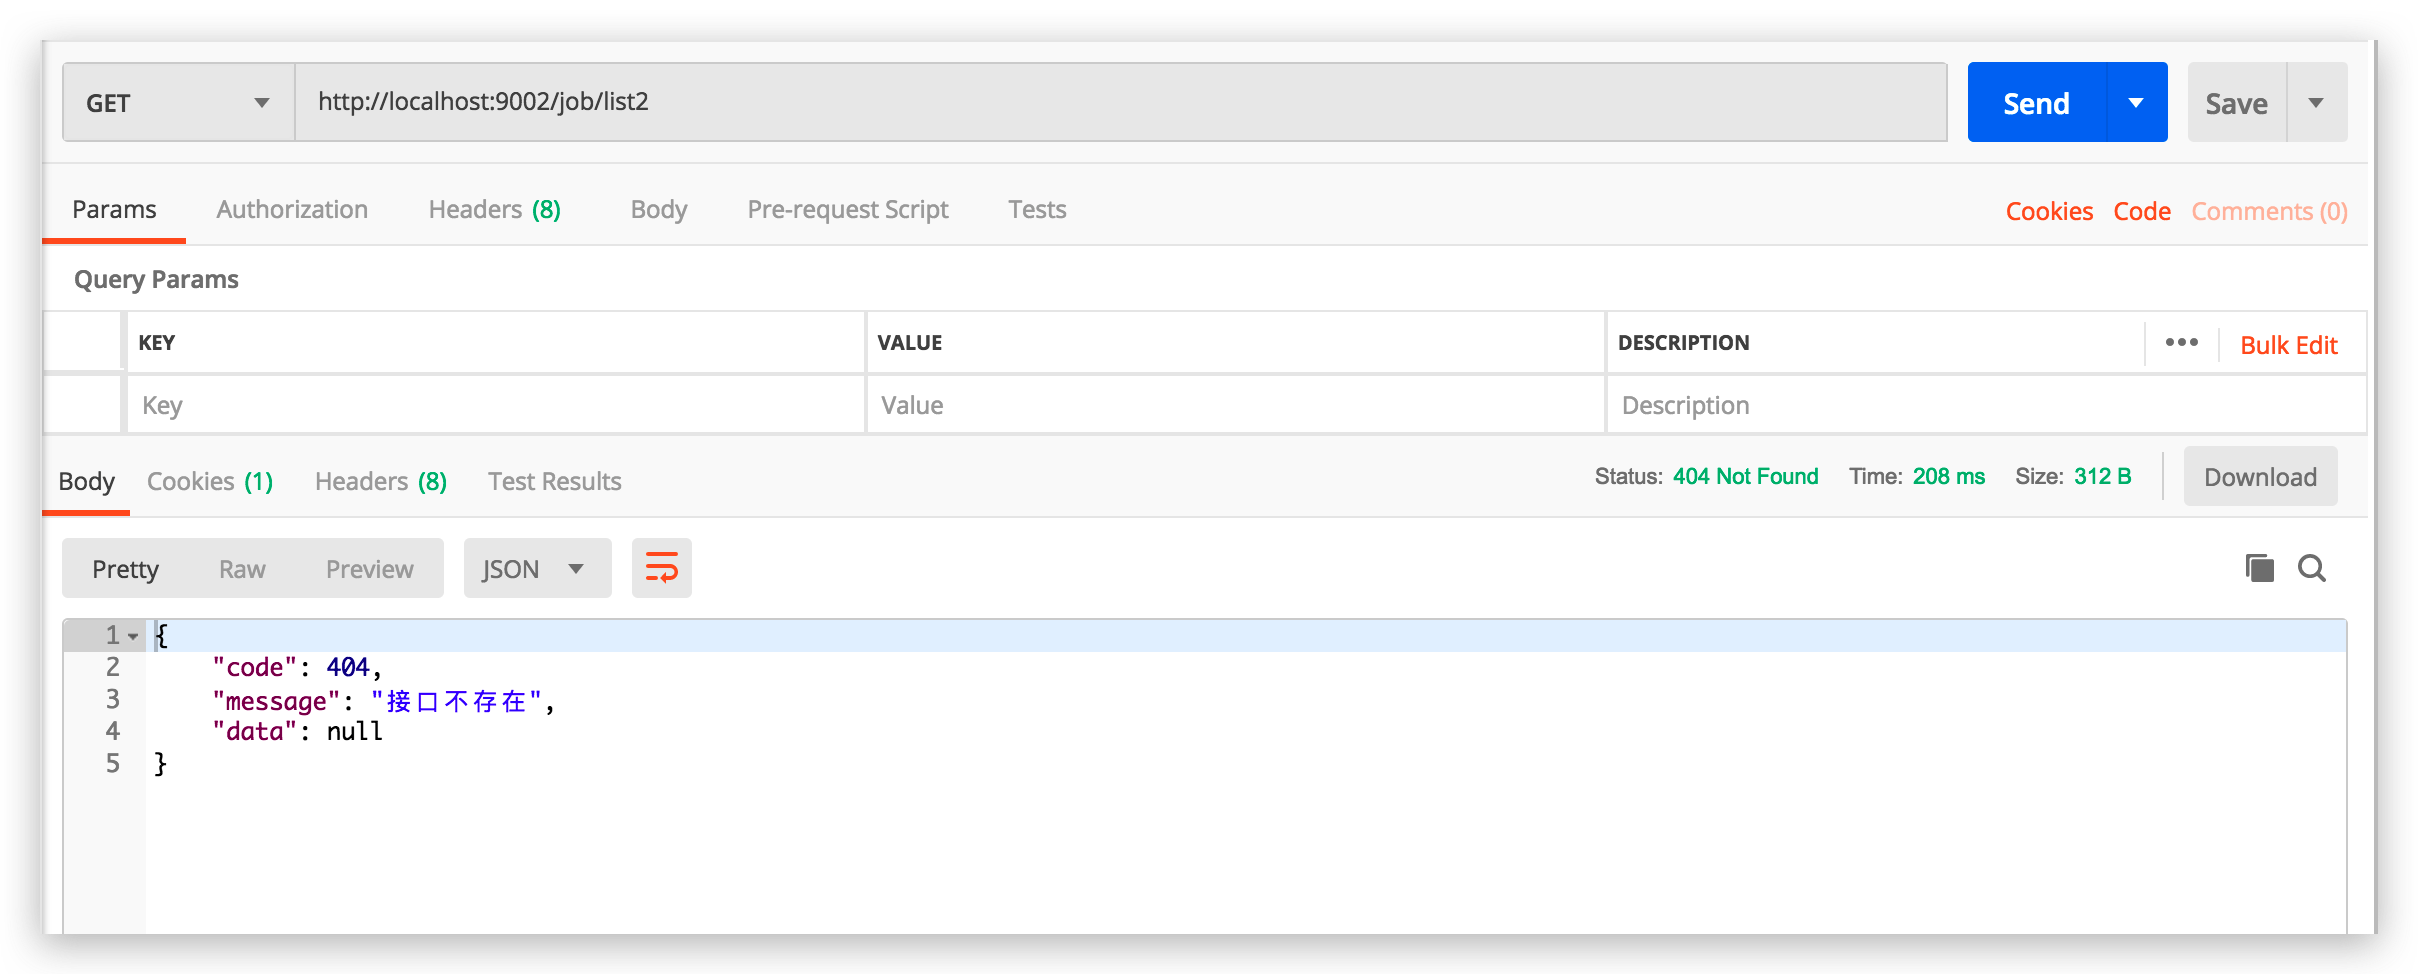 GET http://localhost:9002/job/list2 Send Save
Params Authorization Headers (8) Body Pre-request Script Tests Cookies Code Comments (0)
Query Params
KEY VALUE DESCRIPTION ••• Bulk Edit
Key Value Description
Body Cookies (1) Headers (8) Test Results Status: 404 Not Found Time: 208 ms Size: 312 B Download
Pretty Raw Preview JSON
1 {
2 "code": 404,
3 "message": "接口不存在",
4 "data": null
5 }